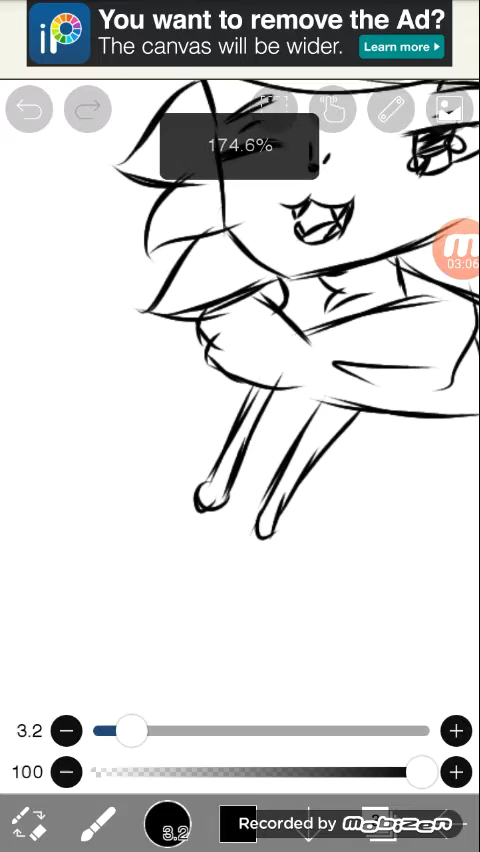 iP
You want to remove the Ad?
The canvas will be wider.
Learn more
174.6%
03:06
3.2
100
3.2
Recorded by mobizen